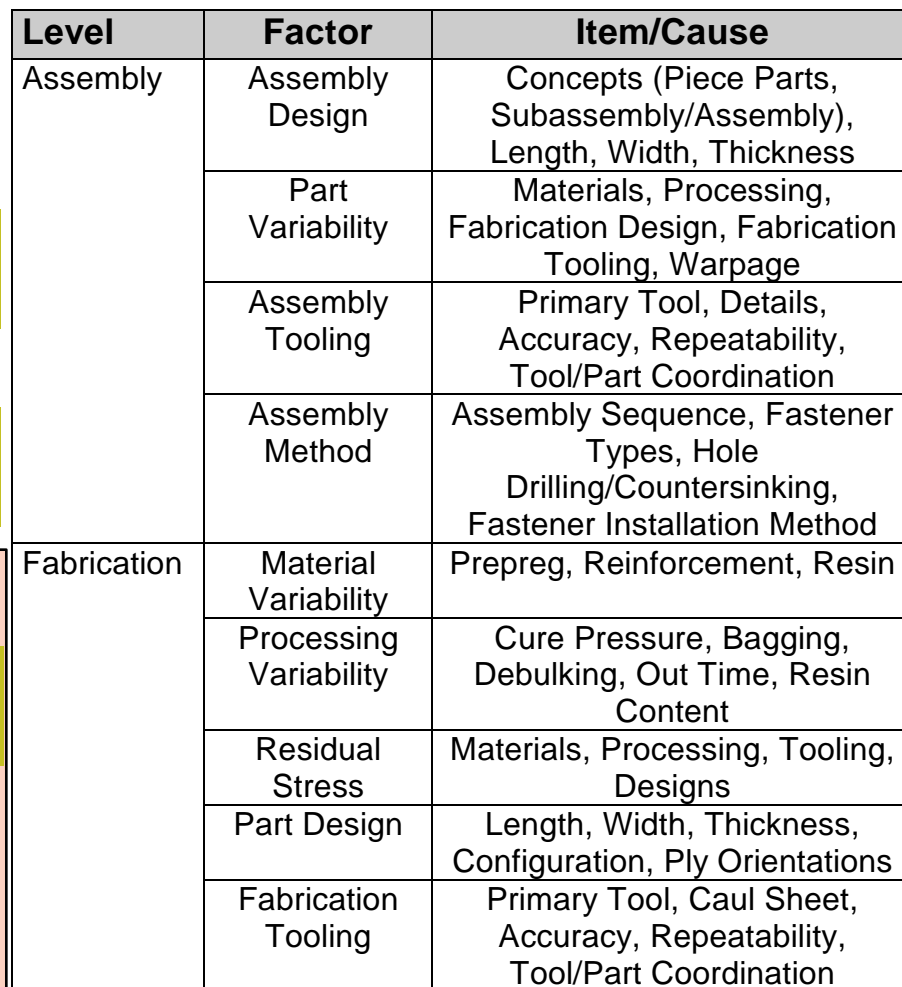 Level Factor Item/Cause
Assembly Assembly Concepts (Piece Parts,
Design Subassembly/Assembly),
Length, Width, Thickness
Part Materials, Processing,
Variability Fabrication Design, Fabrication
Tooling, Warpage
Assembly Primary Tool, Details,
Tooling Accuracy, Repeatability,
Tool/Part Coordination
Assembly Assembly Sequence, Fastener
Method Types, Hole
Drilling/Countersinking,
Fastener Installation Method
Fabrication Material Prepreg, Reinforcement, Resin
Variability
Processing Cure Pressure, Bagging,
Variability Debulking, Out Time, Resin
Content
Residual Materials, Processing, Tooling,
Stress Designs
Part Design Length, Width, Thickness,
Configuration, Ply Orientations
Fabrication Primary Tool, Caul Sheet,
Tooling Accuracy, Repeatability,
Tool/Part Coordination